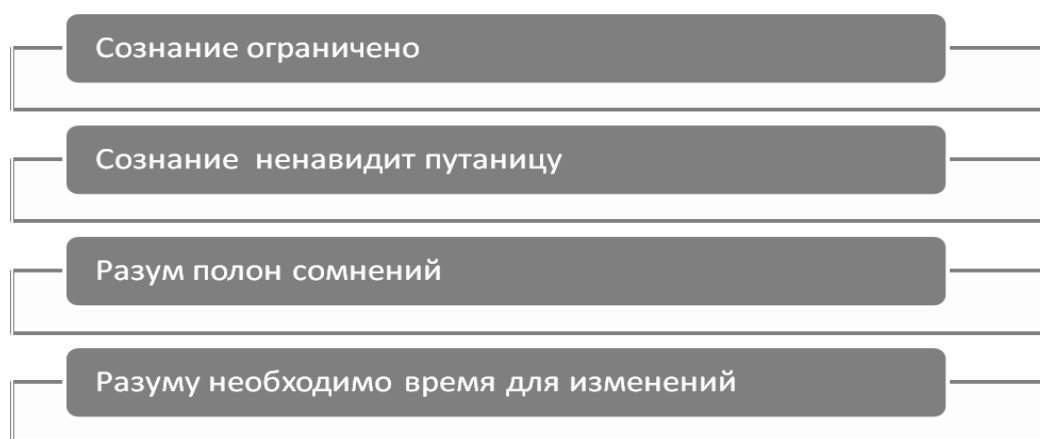 Сознание ограничено
Сознание ненавидит путаницу
Разум полон сомнений
Разуму необходимо время для изменений